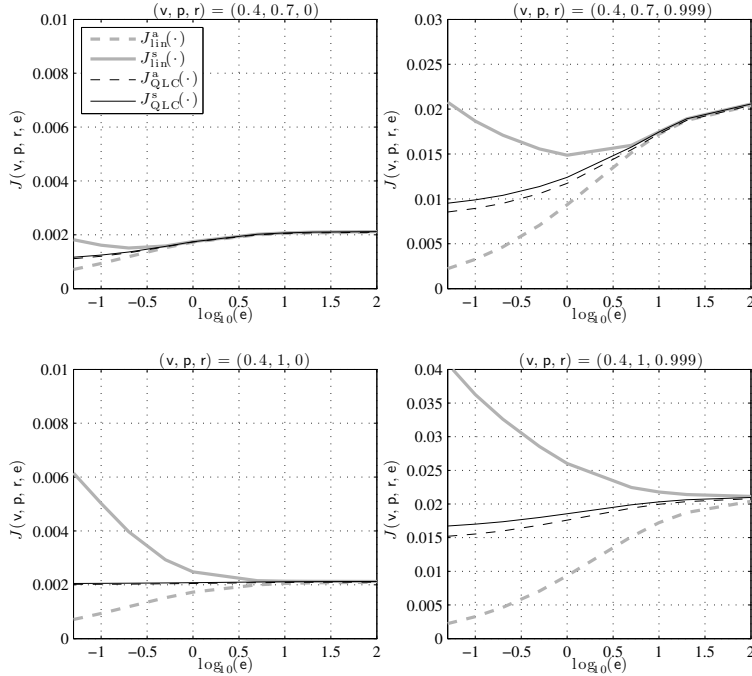 (v, p, r) = (0.4, 0.7, 0)
J^a_lin(·)
J^s_lin(·)
J^a_QLC(·)
J^s_QLC(·)
J(v, p, r, e)
0.01
0.008
0.006
0.004
0.002
0
−1 −0.5 0 0.5 1 1.5 2
log10(e)
(v, p, r) = (0.4, 0.7, 0.999)
J(v, p, r, e)
0.03
0.025
0.02
0.015
0.01
0.005
0
−1 −0.5 0 0.5 1 1.5 2
log10(e)
(v, p, r) = (0.4, 1, 0)
J(v, p, r, e)
0.01
0.008
0.006
0.004
0.002
0
−1 −0.5 0 0.5 1 1.5 2
log10(e)
(v, p, r) = (0.4, 1, 0.999)
J(v, p, r, e)
0.04
0.035
0.03
0.025
0.02
0.015
0.01
0.005
0
−1 −0.5 0 0.5 1 1.5 2
log10(e)